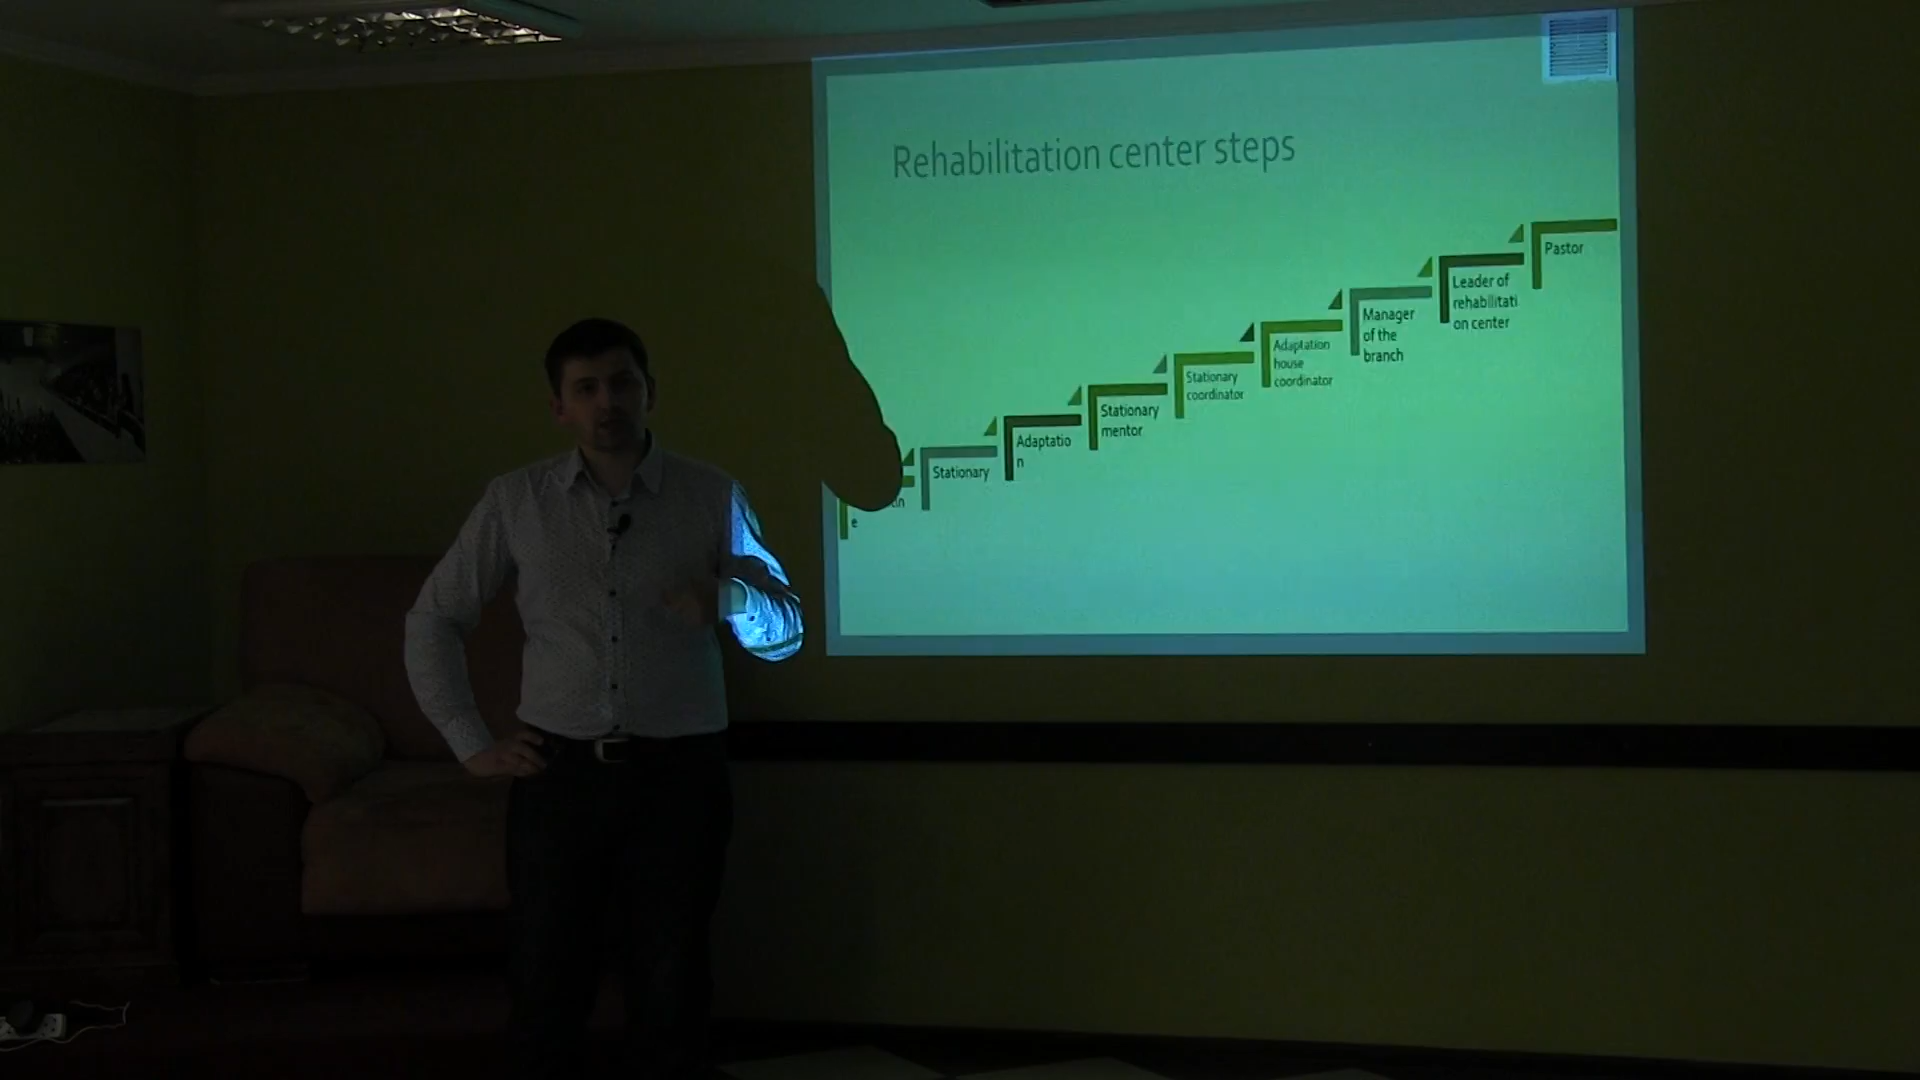 Rehabilitation center steps
e
Stationary
Adaptatio
n
Stationary
mentor
Stationary
coordinator
Adaptation
house
coordinator
Manager
of the
branch
Leader of
rehabilitati
on center
Pastor